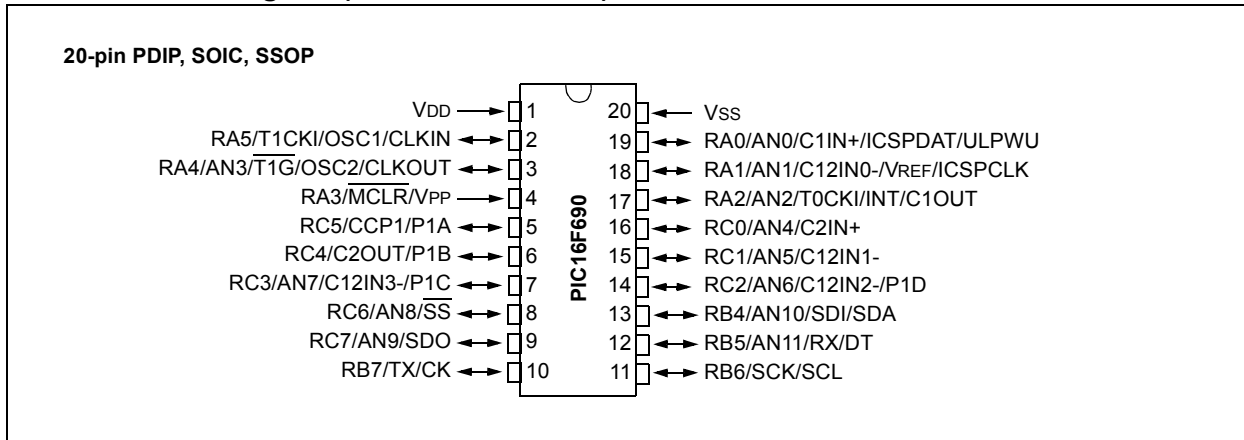 20-pin PDIP, SOIC, SSOP
VDD 1 20 VSS
RA5/T1CKI/OSC1/CLKIN 2 19 RA0/AN0/C1IN+/ICSPDAT/ULPWU
RA4/AN3/T1G/OSC2/CLKOUT 3 18 RA1/AN1/C12IN0-/VREF/ICSPCLK
RA3/MCLR/VPP 4 17 RA2/AN2/T0CKI/INT/C1OUT
RC5/CCP1/P1A 5 16 RC0/AN4/C2IN+
RC4/C2OUT/P1B 6 15 RC1/AN5/C12IN1-
RC3/AN7/C12IN3-/P1C 7 14 RC2/AN6/C12IN2-/P1D
RC6/AN8/SS 8 13 RB4/AN10/SDI/SDA
RC7/AN9/SDO 9 12 RB5/AN11/RX/DT
RB7/TX/CK 10 11 RB6/SCK/SCL
PIC16F690